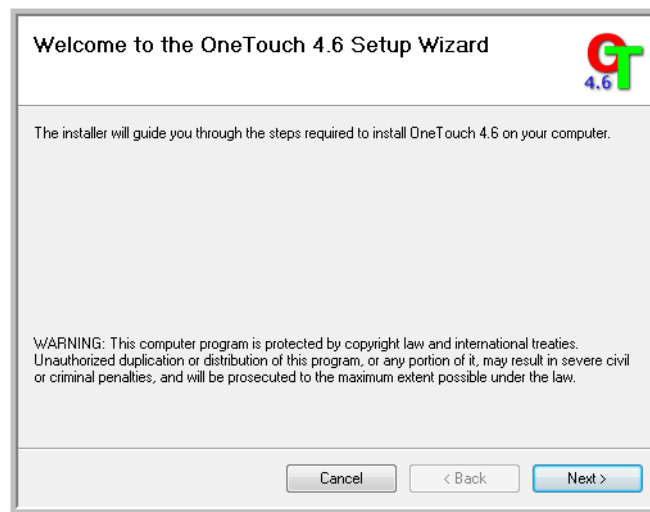 Welcome to the OneTouch 4.6 Setup Wizard
OT
4.6
The installer will guide you through the steps required to install OneTouch 4.6 on your computer.
WARNING: This computer program is protected by copyright law and international treaties.
Unauthorized duplication or distribution of this program, or any portion of it, may result in severe civil
or criminal penalties, and will be prosecuted to the maximum extent possible under the law.
Cancel
< Back
Next >